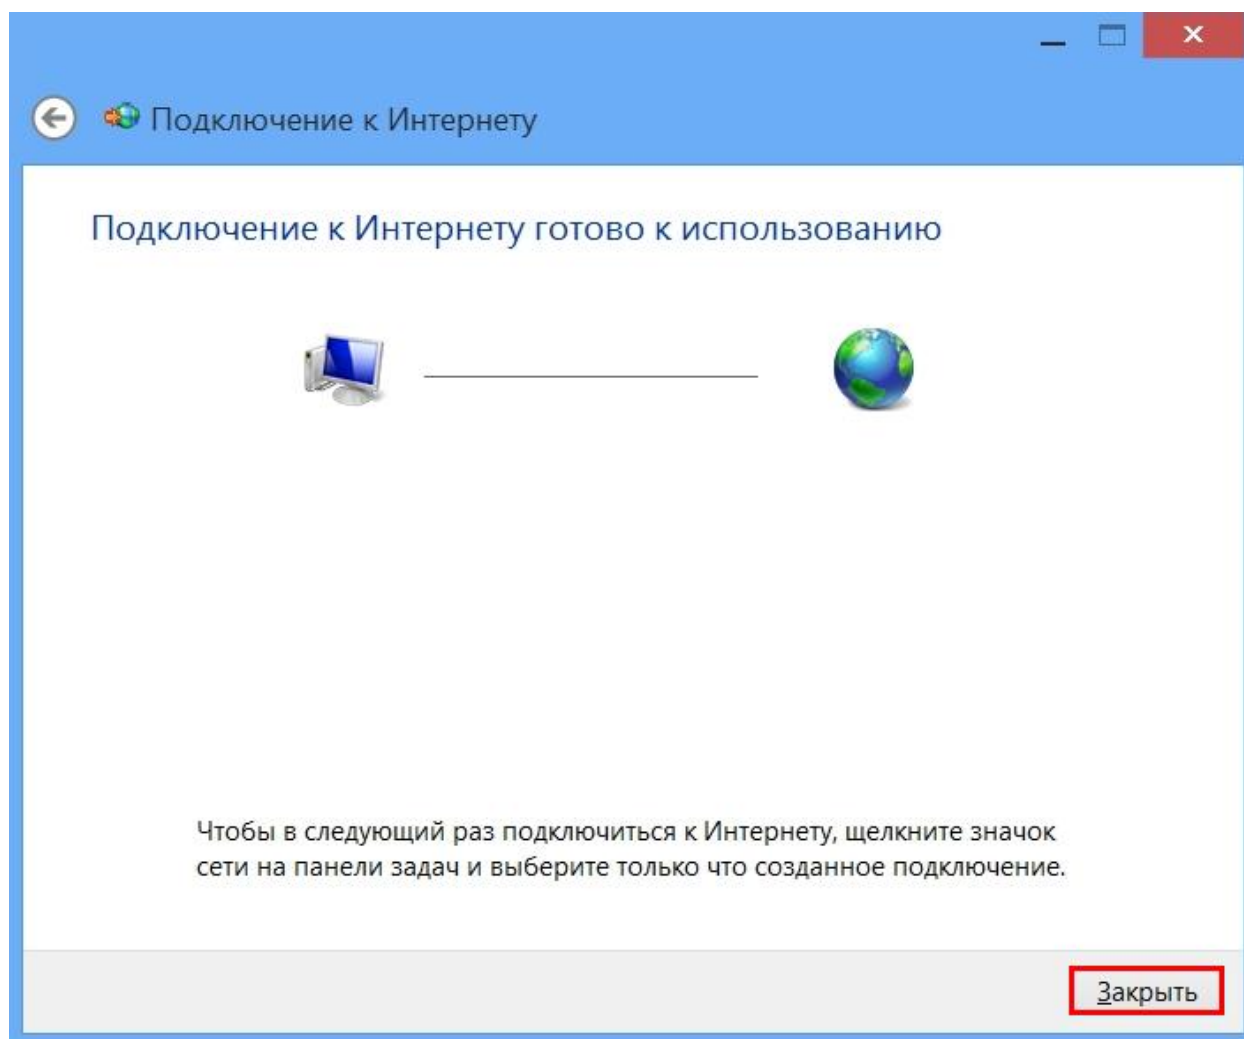 Подключение к Интернету
Подключение к Интернету готово к использованию
Чтобы в следующий раз подключиться к Интернету, щелкните значок
сети на панели задач и выберите только что созданное подключение.
Закрыть